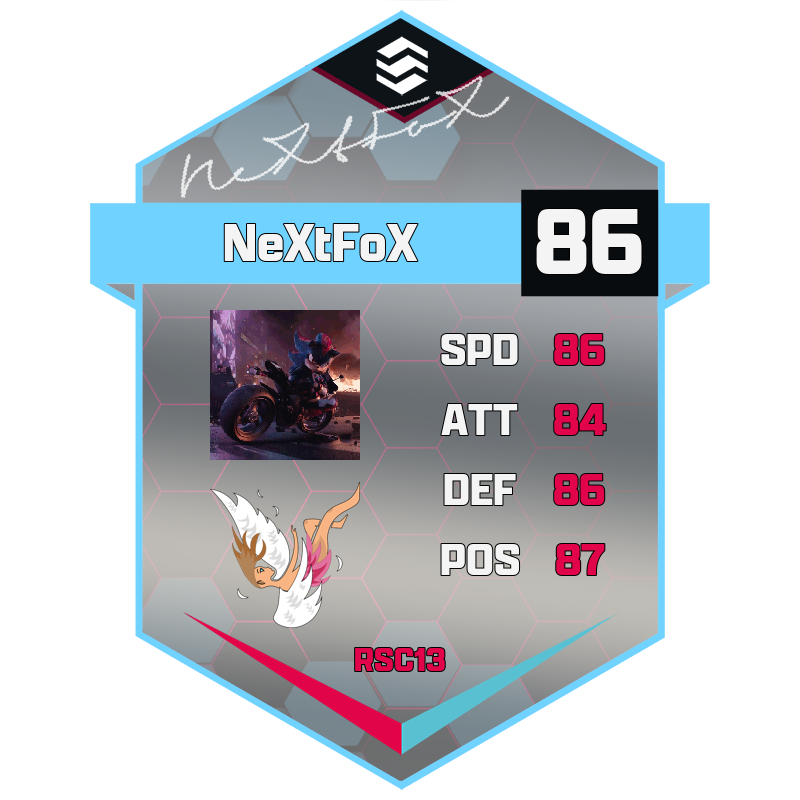 NeXtFoX
NeXtFoX 86
SPD 86
ATT 84
DEF 86
POS 87
RSC13